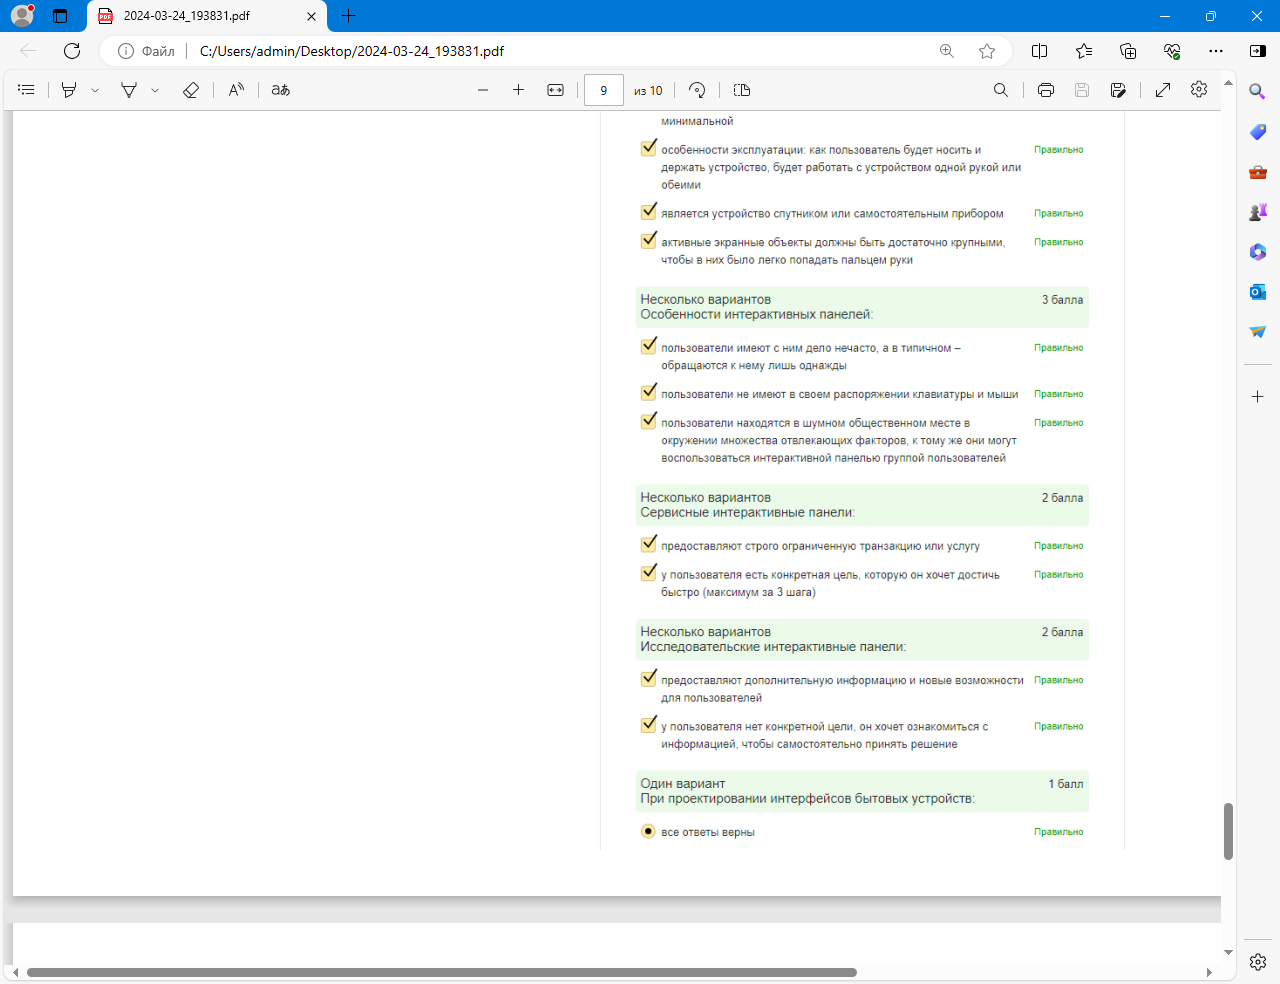 2024-03-24_193831.pdf
Файл
C:/Users/admin/Desktop/2024-03-24_193831.pdf
9 из 10
минимальной
особенности эксплуатации: как пользователь будет носить и Правильно
держать устройство, будет работать с устройством одной рукой или
обеими
является устройство спутником или самостоятельным прибором Правильно
активные экранные объекты должны быть достаточно крупными, Правильно
чтобы в них было легко попадать пальцем руки
Несколько вариантов 3 балла
Особенности интерактивных панелей:
пользователи имеют с ним дело нечасто, а в типичном – Правильно
обращаются к нему лишь однажды
пользователи не имеют в своем распоряжении клавиатуры и мыши Правильно
пользователи находятся в шумном общественном месте в Правильно
окружении множества отвлекающих факторов, к тому же они могут
воспользоваться интерактивной панелью группой пользователей
Несколько вариантов 2 балла
Сервисные интерактивные панели:
предоставляют строго ограниченную транзакцию или услугу Правильно
у пользователя есть конкретная цель, которую он хочет достичь Правильно
быстро (максимум за 3 шага)
Несколько вариантов 2 балла
Исследовательские интерактивные панели:
предоставляют дополнительную информацию и новые возможности Правильно
для пользователей
у пользователя нет конкретной цели, он хочет ознакомиться с Правильно
информацией, чтобы самостоятельно принять решение
Один вариант 1 балл
При проектировании интерфейсов бытовых устройств:
все ответы верны Правильно